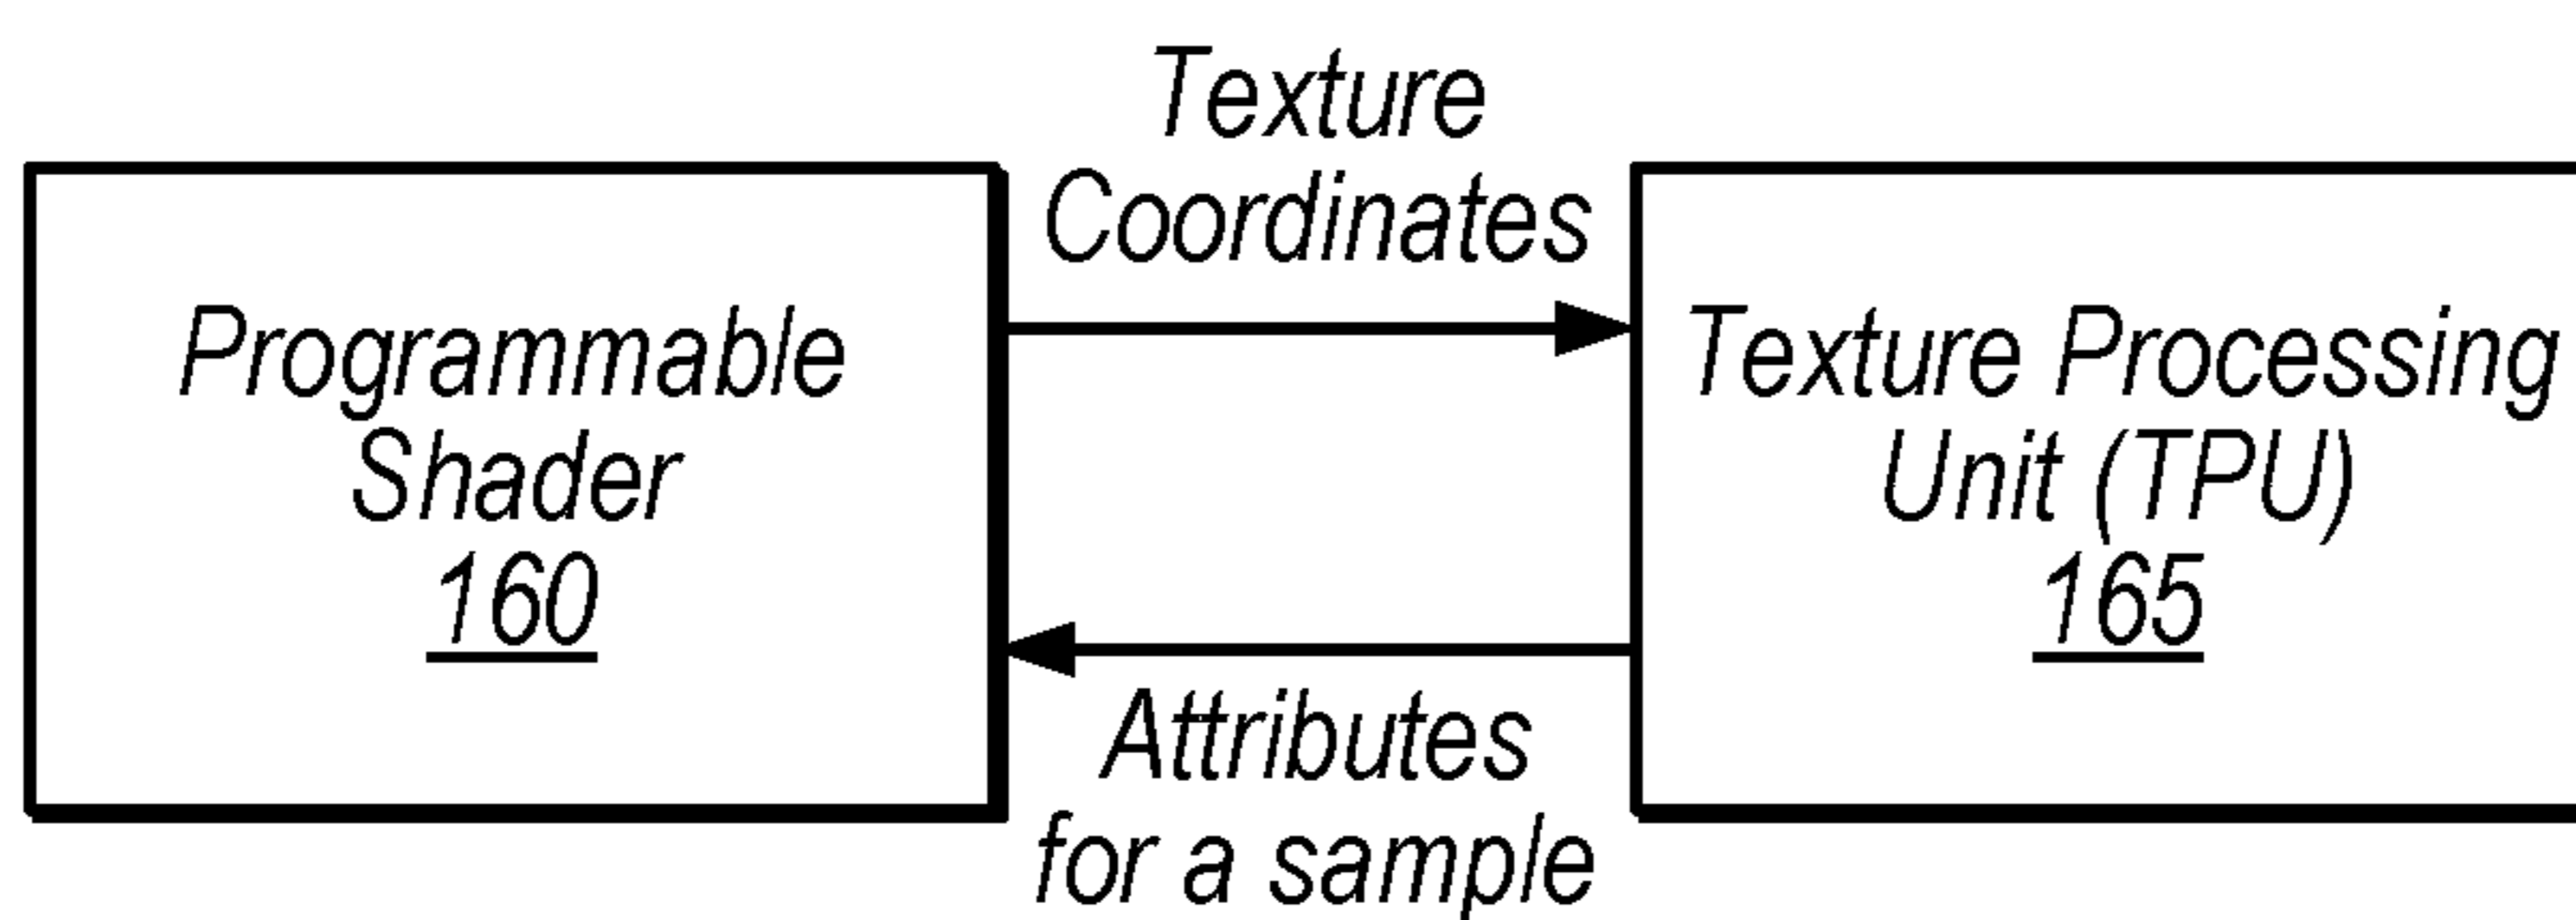 Texture
Coordinates
Programmable
Shader
160
Texture Processing
Unit (TPU)
165
Attributes
for a sample